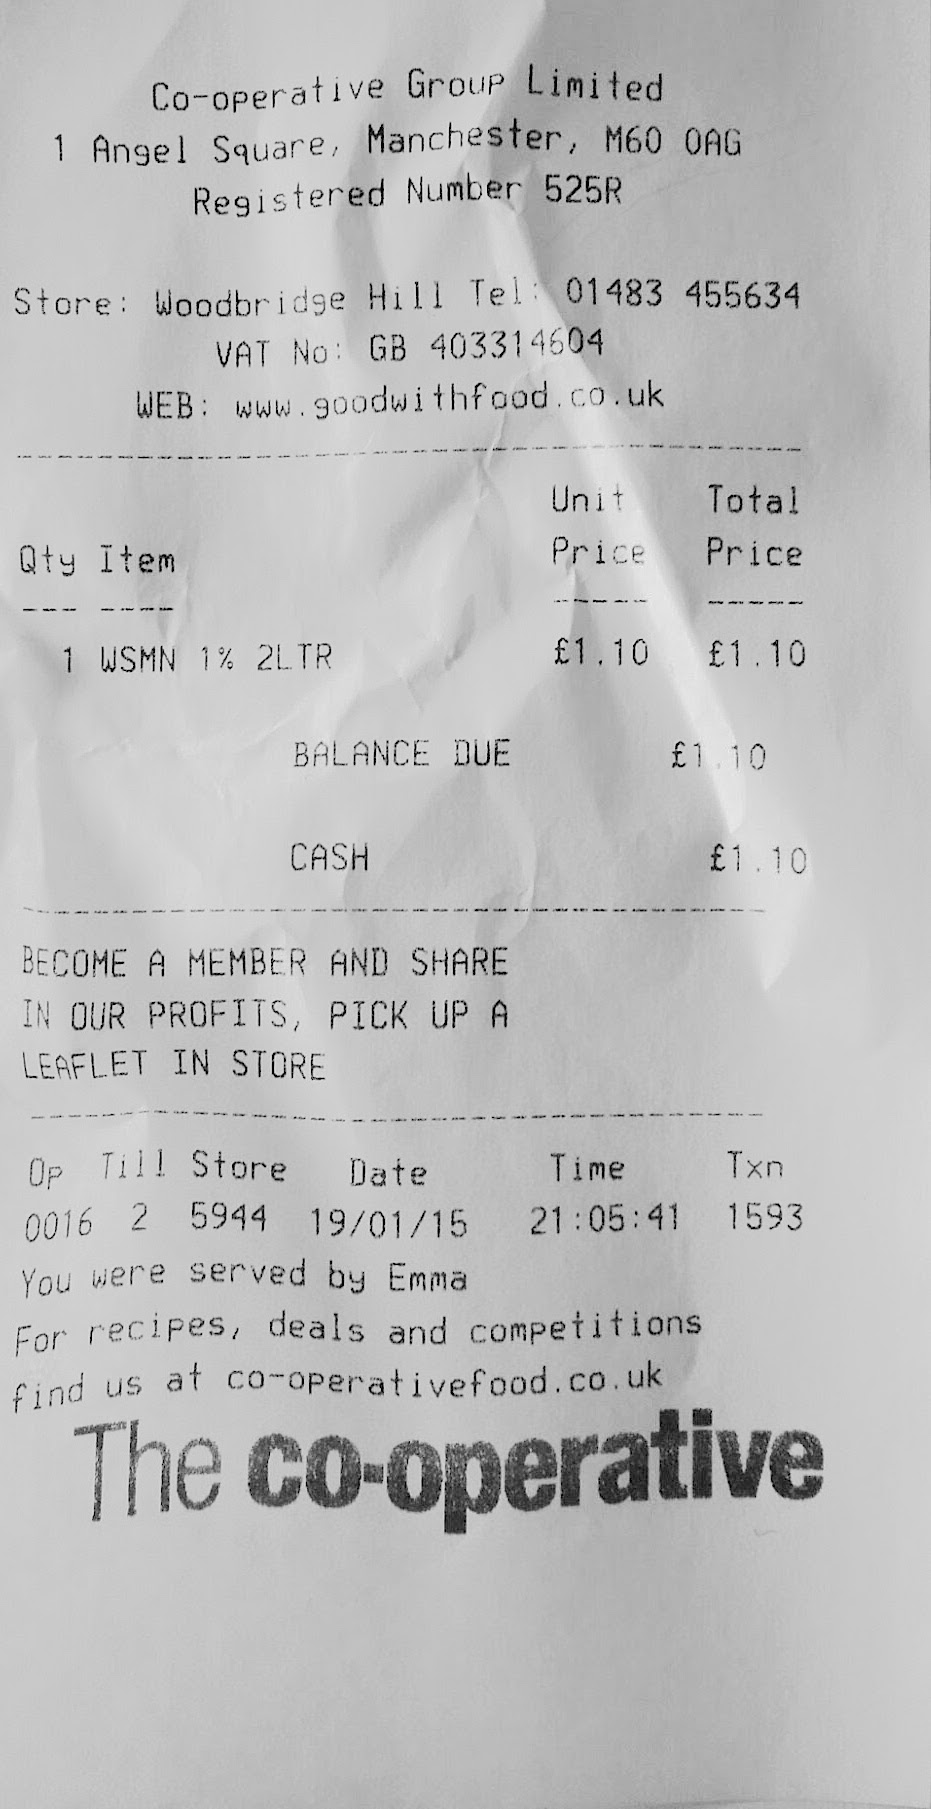 Co-operative Group Limited
1 Angel Square, Manchester, M60 0AG
Registered Number 525R
Store: Woodbridge Hill Tel: 01483 455634
VAT No: GB 403314604
WEB: www.goodwithfood.co.uk
Unit Total
Qty Item Price Price
1 WSMN 1% 2LTR £1.10 £1.10
BALANCE DUE £1.10
CASH £1.10
BECOME A MEMBER AND SHARE
IN OUR PROFITS, PICK UP A
LEAFLET IN STORE
Op Till Store Date Time Txn
0016 2 5944 19/01/15 21:05:41 1593
You were served by Emma
For recipes, deals and competitions
find us at co-operativefood.co.uk
The co-operative